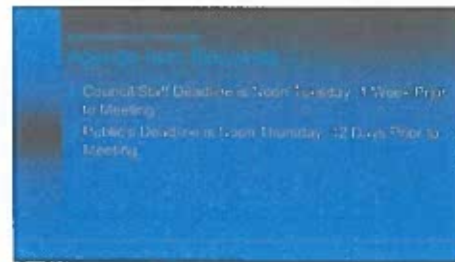 Agenda Item Requests
Council/Staff Deadline is Noon Tuesday, 1 Week Prior
to Meeting
Public's Deadline is Noon Thursday, 12 Days Prior to
Meeting